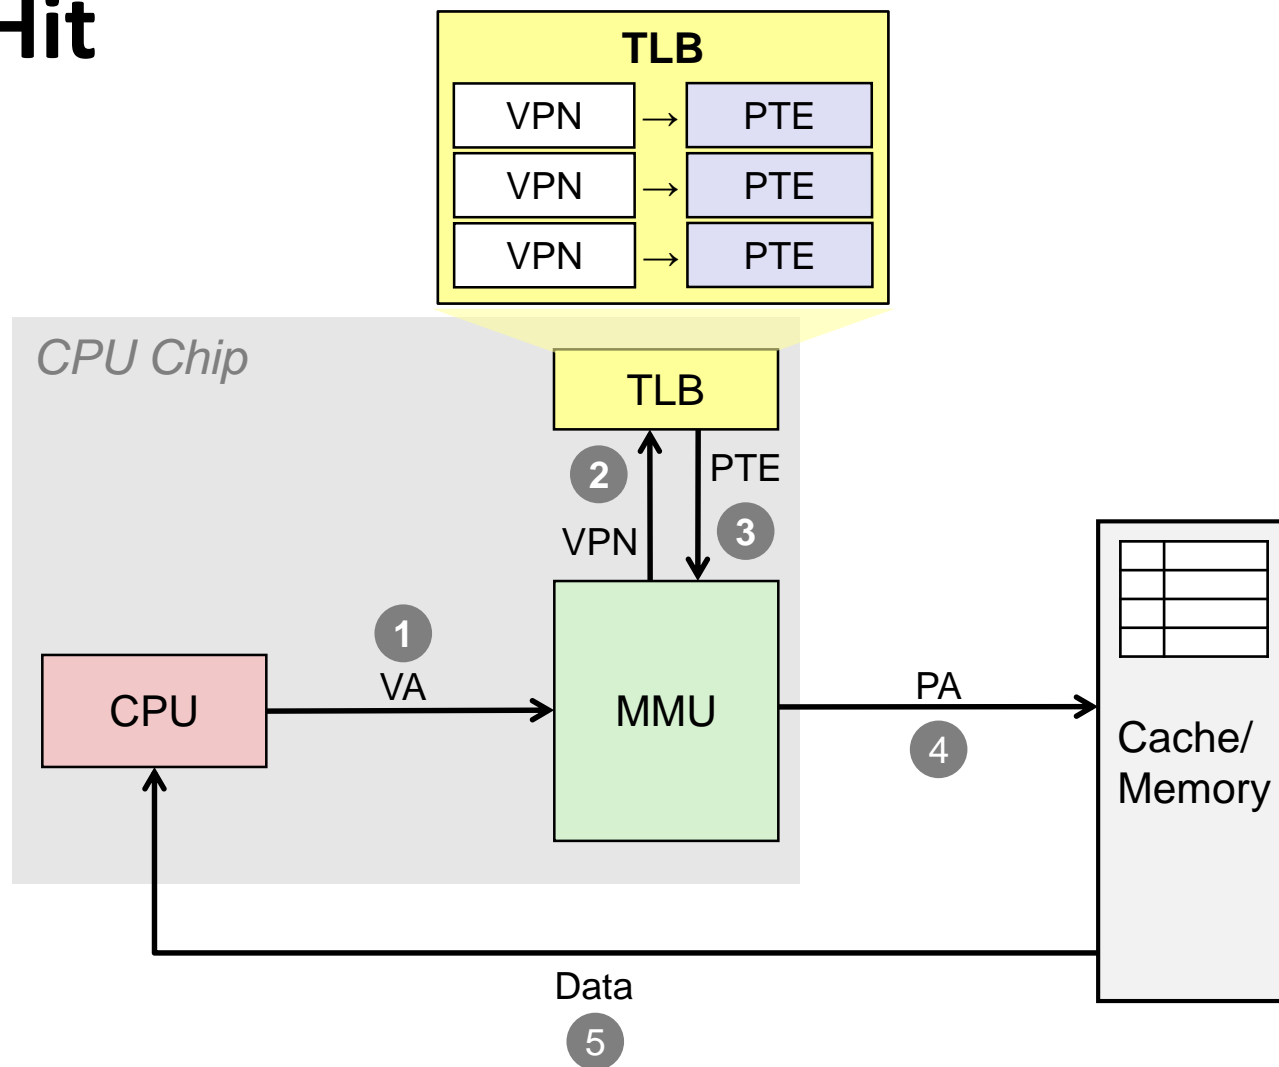 Hit
TLB
VPN → PTE
VPN → PTE
VPN → PTE
CPU Chip
TLB
2
PTE
VPN
3
1
VA
CPU
MMU
PA
4
Cache/
Memory
Data
5